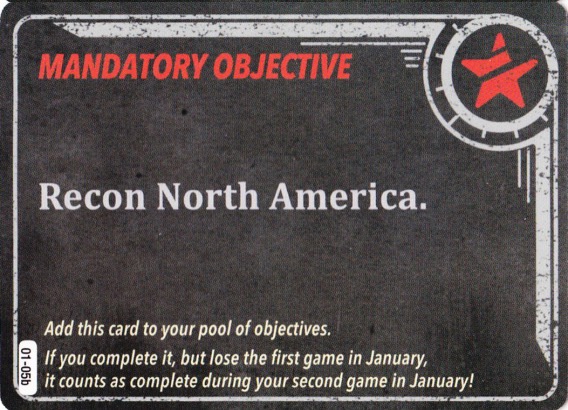 MANDATORY OBJECTIVE
Recon North America.
Add this card to your pool of objectives.
If you complete it, but lose the first game in January,
it counts as complete during your second game in January!
01-05b